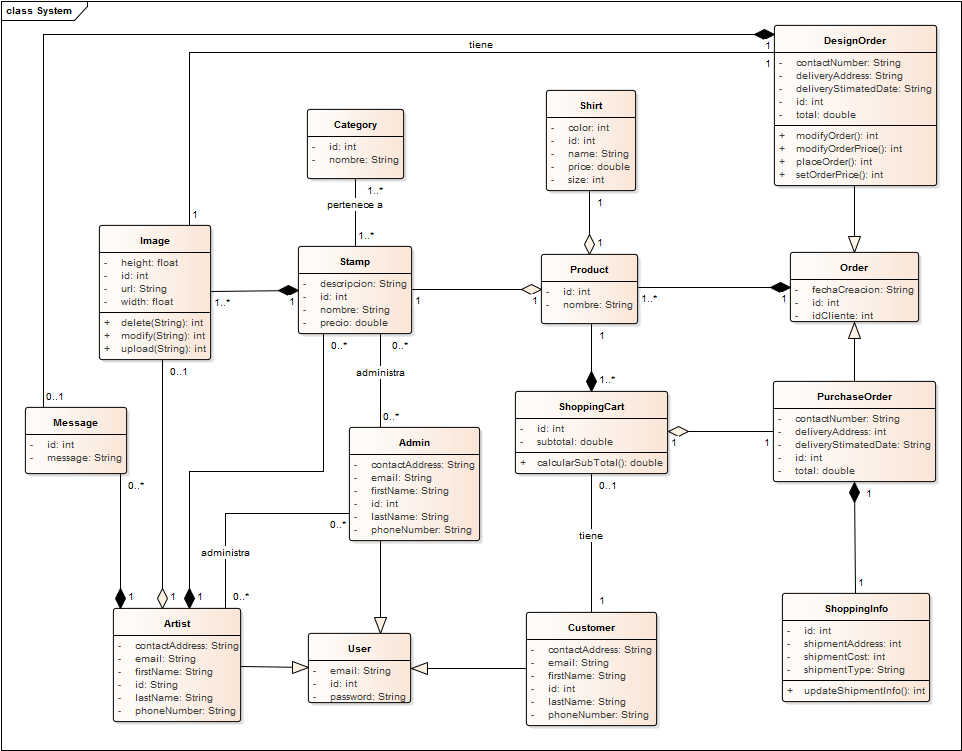 class System
DesignOrder
- contactNumber: String
- deliveryAddress: String
- deliveryStimatedDate: String
- id: int
- total: double
+ modifyOrder(): int
+ modifyOrderPrice(): int
+ placeOrder(): int
+ setOrderPrice(): int
1
tiene
1
1
Shirt
- color: int
- id: int
- name: String
- price: double
- size: int
1
1
Category
- id: int
- nombre: String
1..*
pertenece a
1..*
Image
- height: float
- id: int
- url: String
- width: float
+ delete(String): int
+ modify(String): int
+ upload(String): int
1..*
1
0..1
Stamp
- descripcion: String
- id: int
- nombre: String
- precio: double
1
1
0..*
0..*
administra
0..*
Product
- id: int
- nombre: String
1..*
1
1
1..*
Order
- fechaCreacion: String
- id: int
- idCliente: int
ShoppingCart
- id: int
- subtotal: double
+ calcularSubTotal(): double
1
1
0..1
tiene
1
PurchaseOrder
- contactNumber: String
- deliveryAddress: int
- deliveryStimatedDate: String
- id: int
- total: double
1
1
0..1
Message
- id: int
- message: String
0..*
Admin
- contactAddress: String
- email: String
- firstName: String
- id: int
- lastName: String
- phoneNumber: String
0..*
administra
0..*
1
1
1
Artist
- contactAddress: String
- email: String
- firstName: String
- id: String
- lastName: String
- phoneNumber: String
User
- email: String
- id: int
- password: String
Customer
- contactAddress: String
- email: String
- firstName: String
- id: int
- lastName: String
- phoneNumber: String
ShoppingInfo
- id: int
- shipmentAddress: int
- shipmentCost: int
- shipmentType: String
+ updateShipmentInfo(): int